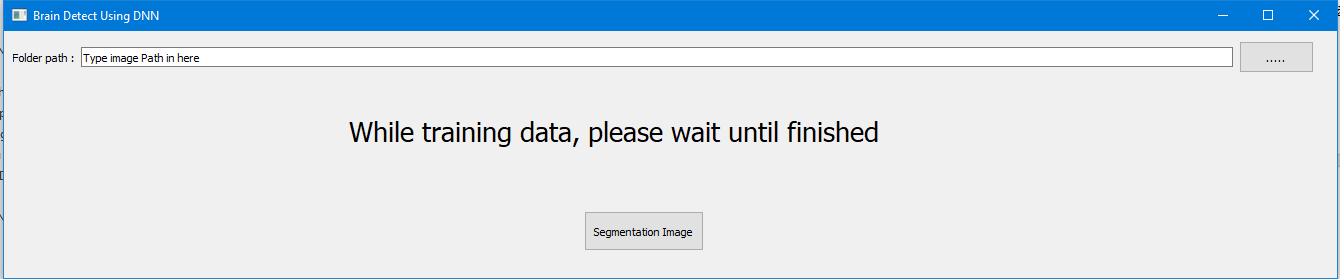 Brain Detect Using DNN
Folder path : Type image Path in here .....
While training data, please wait until finished
Segmentation Image